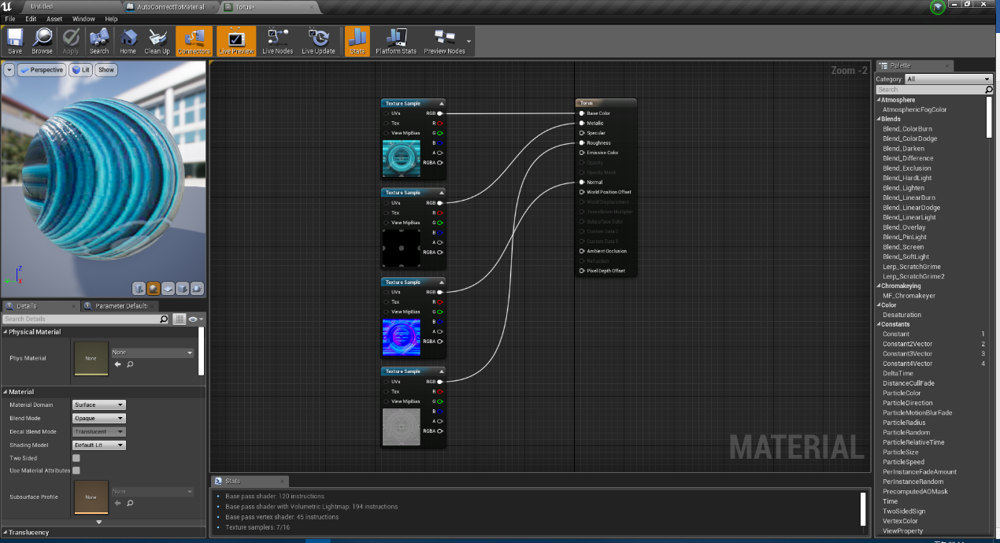 Untitled
AutoConnectToMaterial
Torus*
File Edit Asset Window Help
Save Browse Apply Search Home Clean Up Connectors Live Preview Live Nodes Live Update Stats Platform Stats Preview Nodes
Perspective Lit Show
Z
X
Details
Parameter Default
Search Details
Physical Material
Phys Material
None
None
Material
Material Domain Surface
Blend Mode Opaque
Decal Blend Mode Translucent
Shading Model Default Lit
Two Sided
Use Material Attributes
Subsurface Profile
None
None
Translucency
Zoom -2
Texture Sample
UVs RGB
Tex R
View MipBias G
B
A
RGBA
Texture Sample
UVs RGB
Tex R
View MipBias G
B
A
RGBA
Texture Sample
UVs RGB
Tex R
View MipBias G
B
A
RGBA
Texture Sample
UVs RGB
Tex R
View MipBias G
B
A
RGBA
Torus
Base Color
Metallic
Specular
Roughness
Emissive Color
Opacity
Opacity Mask
Normal
World Position Offset
World Displacement
Tessellation Multiplier
Subsurface Color
Custom Data 0
Custom Data 1
Ambient Occlusion
Refraction
Pixel Depth Offset
MATERIAL
Stats
Base pass shader: 120 instructions
Base pass shader with Volumetric Lightmap: 194 instructions
Base pass vertex shader: 45 instructions
Texture samplers: 7/16
Palette
Category: All
Search
Atmosphere
AtmosphericFogColor
Blends
Blend_ColorBurn
Blend_ColorDodge
Blend_Darken
Blend_Difference
Blend_Exclusion
Blend_HardLight
Blend_Lighten
Blend_LinearBurn
Blend_LinearDodge
Blend_LinearLight
Blend_Overlay
Blend_PinLight
Blend_Screen
Blend_SoftLight
Lerp_ScratchGrime
Lerp_ScratchGrime2
Chromakeying
MF_Chromakeyer
Color
Desaturation
Constants
Constant 1
Constant2Vector 2
Constant3Vector 3
Constant4Vector 4
DeltaTime
DistanceCullFade
ParticleColor
ParticleDirection
ParticleMotionBlurFade
ParticleRadius
ParticleRandom
ParticleRelativeTime
ParticleSize
ParticleSpeed
PerInstanceFadeAmount
PerInstanceRandom
PrecomputedAOMask
Time
TwoSidedSign
VertexColor
ViewProperty